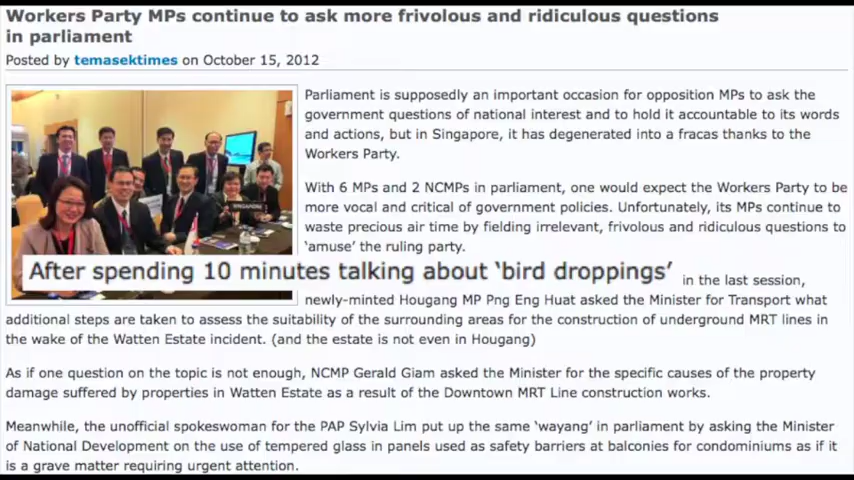 Workers Party MPs continue to ask more frivolous and ridiculous questions
in parliament
Posted by temasektimes on October 15, 2012
SINGAPORE
Parliament is supposedly an important occasion for opposition MPs to ask the
government questions of national interest and to hold it accountable to its words
and actions, but in Singapore, it has degenerated into a fracas thanks to the
Workers Party.
With 6 MPs and 2 NCMPs in parliament, one would expect the Workers Party to be
more vocal and critical of government policies. Unfortunately, its MPs continue to
waste precious air time by fielding irrelevant, frivolous and ridiculous questions to
‘amuse’ the ruling party.
After spending 10 minutes talking about ‘bird droppings’ in the last session,
newly-minted Hougang MP Png Eng Huat asked the Minister for Transport what
additional steps are taken to assess the suitability of the surrounding areas for the construction of underground MRT lines in
the wake of the Watten Estate incident. (and the estate is not even in Hougang)
As if one question on the topic is not enough, NCMP Gerald Giam asked the Minister for the specific causes of the property
damage suffered by properties in Watten Estate as a result of the Downtown MRT Line construction works.
Meanwhile, the unofficial spokeswoman for the PAP Sylvia Lim put up the same ‘wayang’ in parliament by asking the Minister
of National Development on the use of tempered glass in panels used as safety barriers at balconies for condominiums as if it
is a grave matter requiring urgent attention.